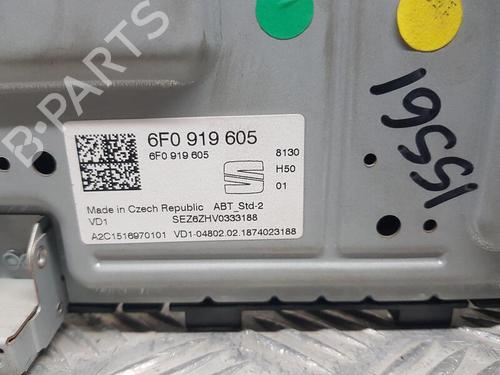 B-PARTS
15561
6F0 919 605
6F0 919 605
8130
H50
01
Made in Czech Republic ABT_Std-2
VD1 SEZ6ZHV0333188
A2C1516970101 VD1-04802.02.1874023188